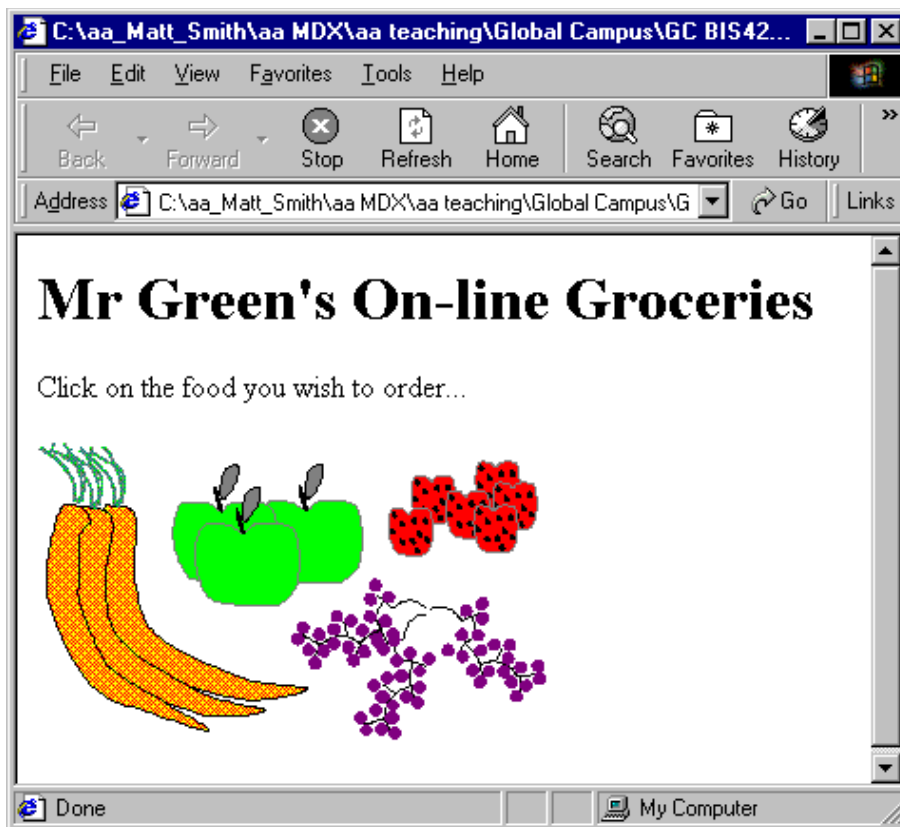 C:\aa_Matt_Smith\aa MDX\aa teaching\Global Campus\GC BIS42...
File Edit View Favorites Tools Help
Back Forward Stop Refresh Home Search Favorites History »
Address C:\aa_Matt_Smith\aa MDX\aa teaching\Global Campus\G Go Links
Mr Green's On-line Groceries
Click on the food you wish to order...
Done My Computer